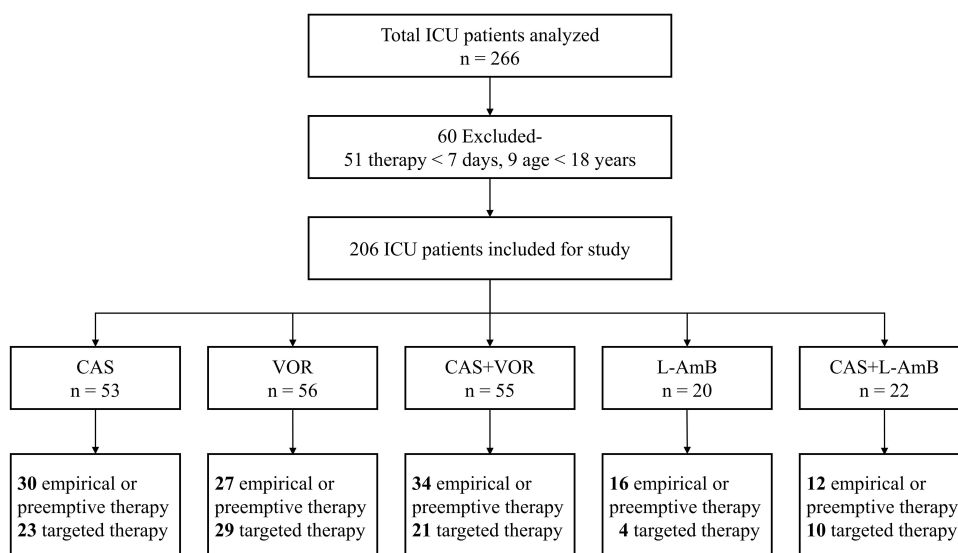 Total ICU patients analyzed
n = 266
60 Excluded-
51 therapy < 7 days, 9 age < 18 years
206 ICU patients included for study
CAS
n = 53
VOR
n = 56
CAS+VOR
n = 55
L-AmB
n = 20
CAS+L-AmB
n = 22
30 empirical or
preemptive therapy
23 targeted therapy
27 empirical or
preemptive therapy
29 targeted therapy
34 empirical or
preemptive therapy
21 targeted therapy
16 empirical or
preemptive therapy
4 targeted therapy
12 empirical or
preemptive therapy
10 targeted therapy